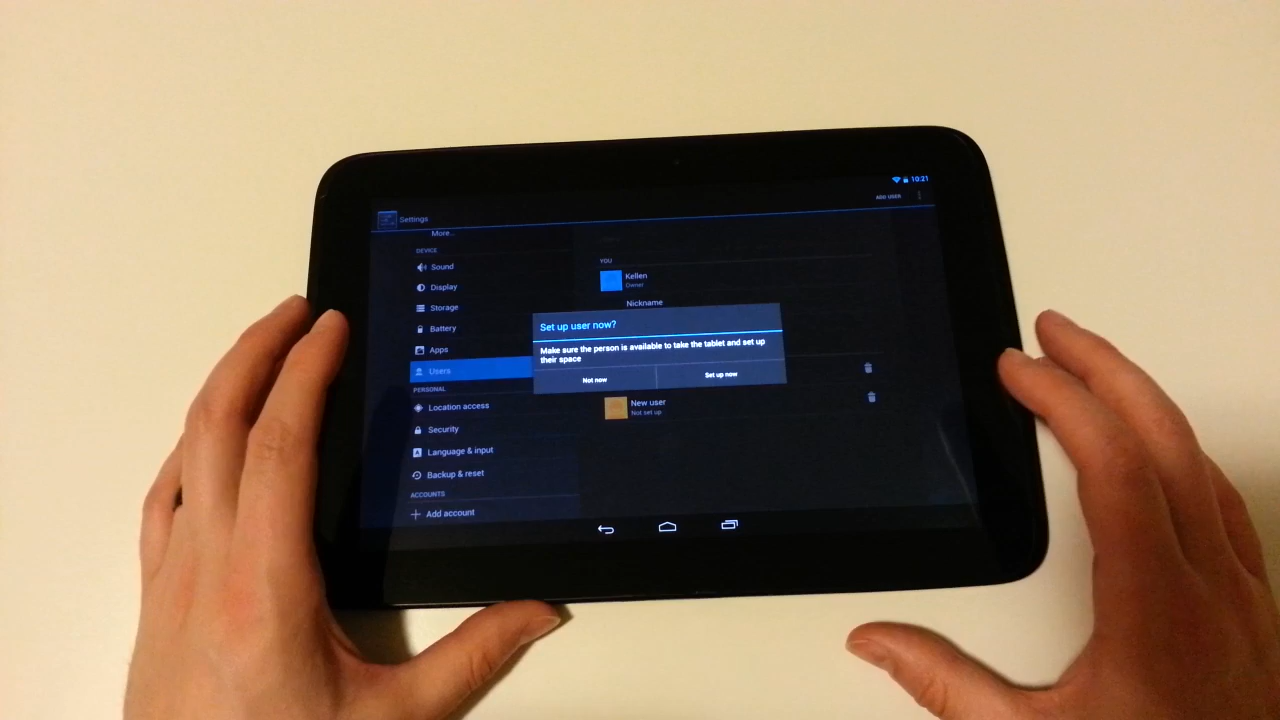 10:21
Settings
ADD USER
More...
DEVICE
Sound
Display
Storage
Battery
Apps
Users
PERSONAL
Location access
Security
Language & input
Backup & reset
ACCOUNTS
Add account
YOU
Kellen
Owner
Nickname
Set up user now?
Make sure the person is available to take the tablet and set up
their space
Not now
Set up now
New user
Not set up